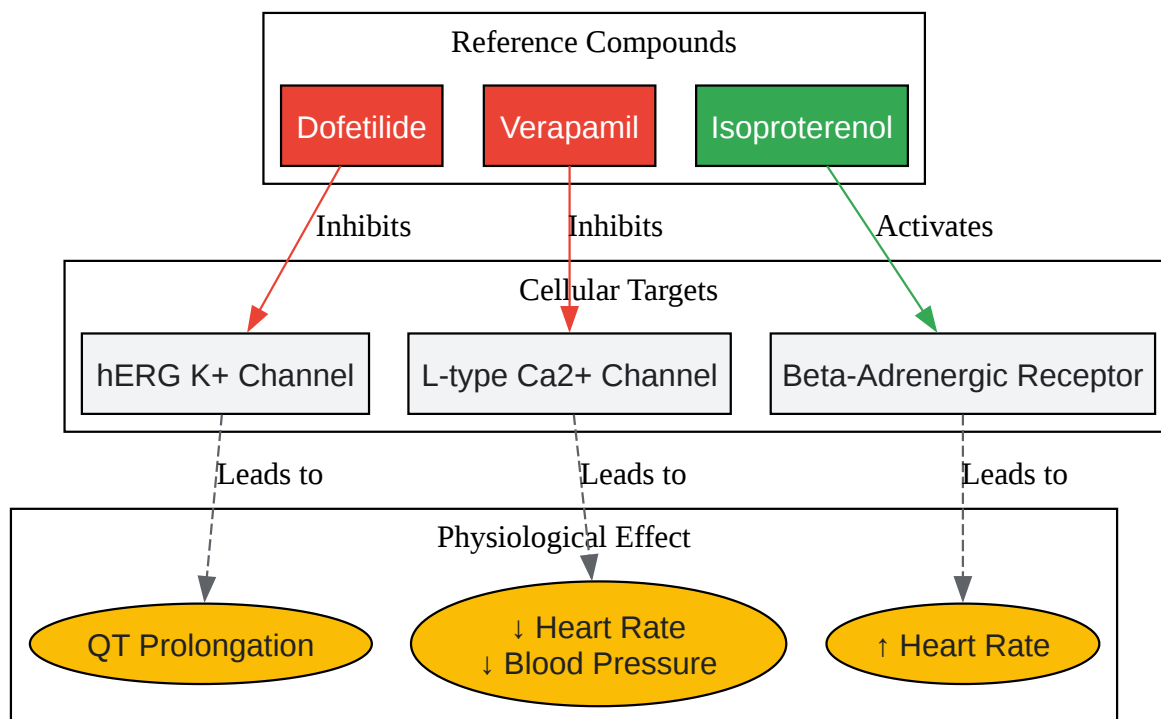 Reference Compounds
Dofetilide
Verapamil
Isoproterenol
Inhibits
Inhibits
Activates
Cellular Targets
hERG K+ Channel
L-type Ca2+ Channel
Beta-Adrenergic Receptor
Leads to
Leads to
Leads to
Physiological Effect
QT Prolongation
↓ Heart Rate
↓ Blood Pressure
↑ Heart Rate